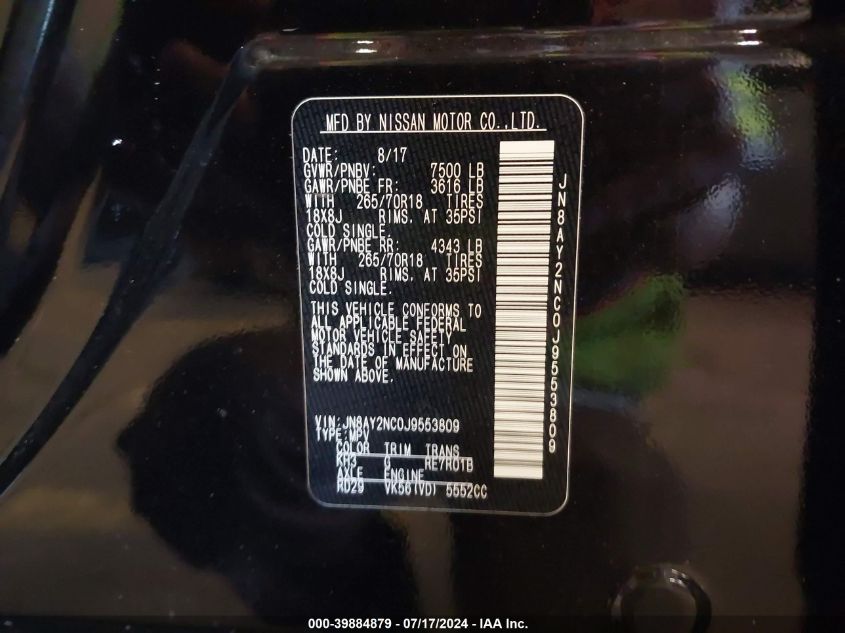 MFD BY NISSAN MOTOR CO.,LTD.
DATE: 8/17
GVWR/PNBV: 7500 LB
GAWR/PNBE FR: 3616 LB
WITH 265/70R18 TIRES
18X8J RIMS, AT 35PSI
COLD SINGLE.
GAWR/PNBE RR: 4343 LB
WITH 265/70R18 TIRES
18X8J RIMS, AT 35PSI
COLD SINGLE.
THIS VEHICLE CONFORMS TO
ALL APPLICABLE FEDERAL
MOTOR VEHICLE SAFETY
STANDARDS IN EFFECT ON
THE DATE OF MANUFACTURE
SHOWN ABOVE.
VIN:JN8AY2NC0J9553809
TYPE:MPV
COLOR TRIM TRANS
KH3 G RE7R01B
AXLE ENGINE
RD29 VK56(VD) 5552CC
JN8AY2NC0J9553809
000-39884879 - 07/17/2024 - IAA Inc.